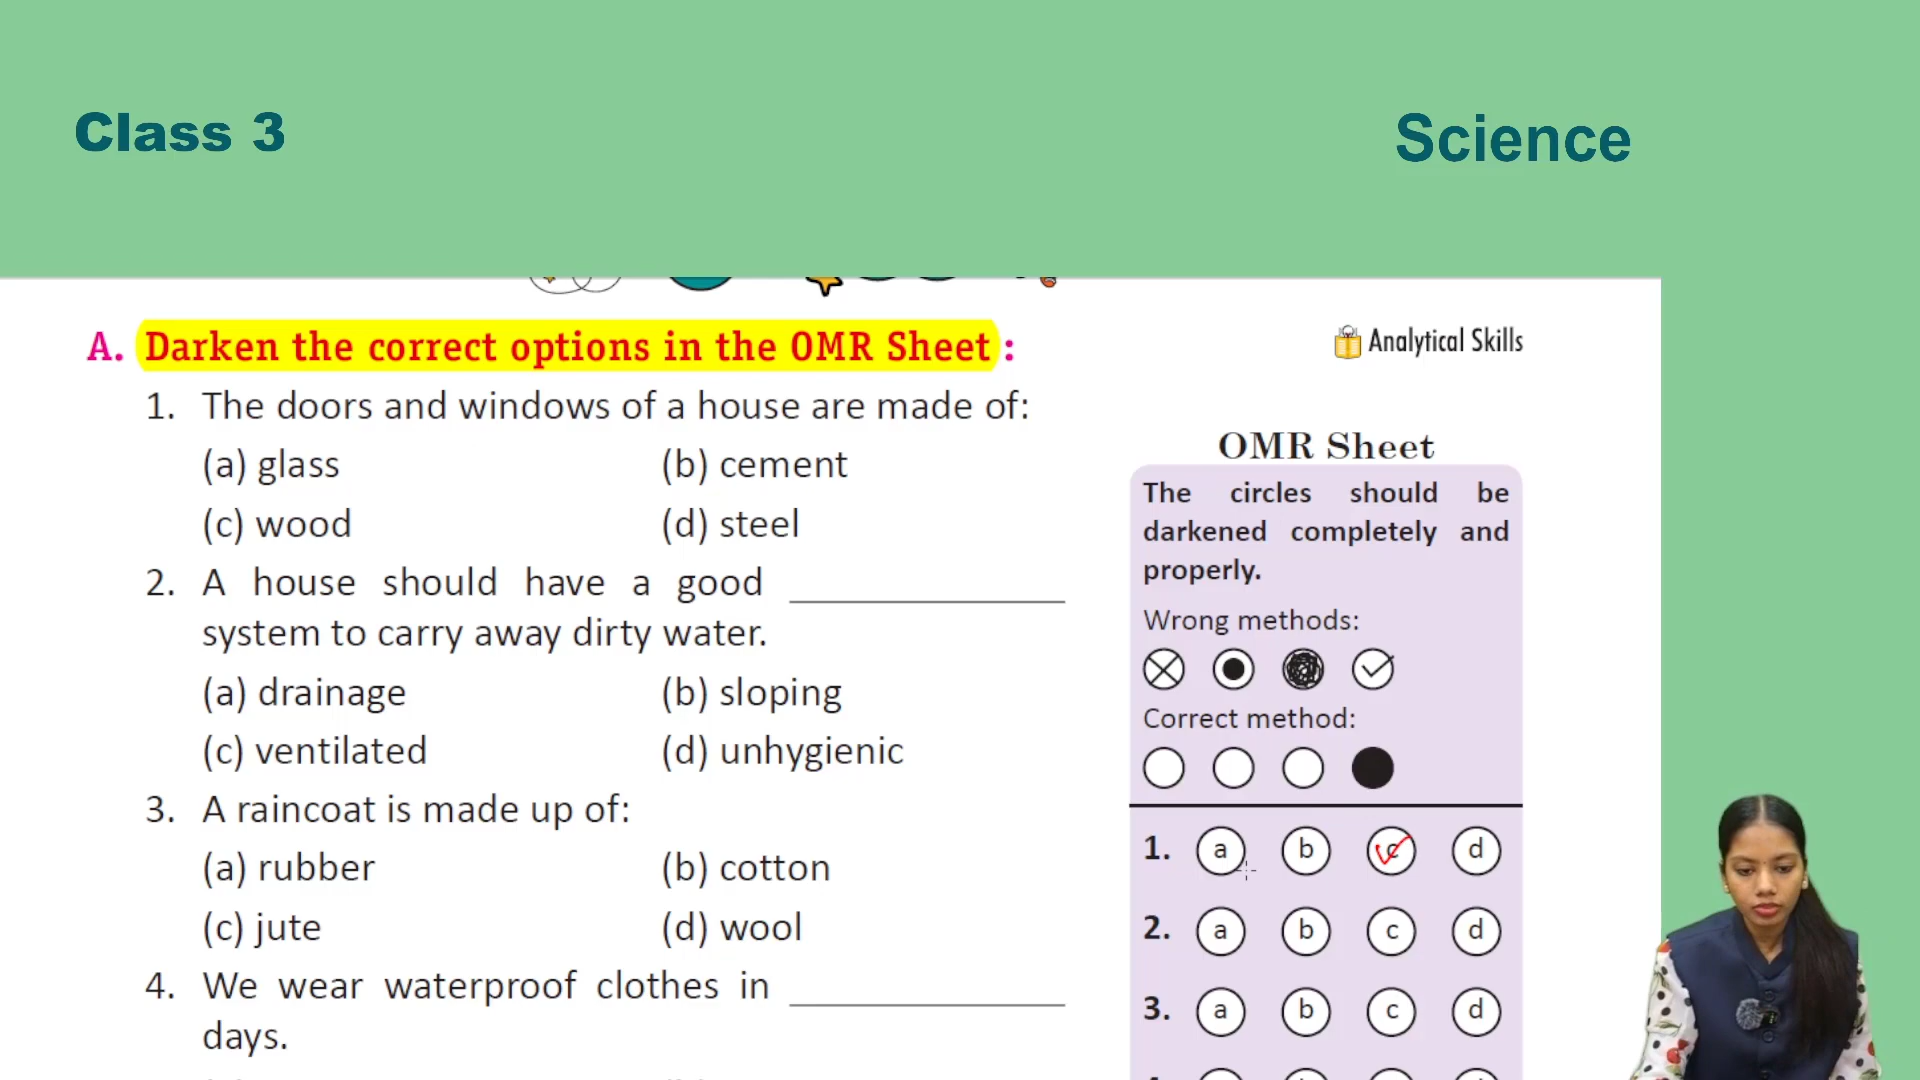 Class 3
Science
A. Darken the correct options in the OMR Sheet :
Analytical Skills
1. The doors and windows of a house are made of:
(a) glass (b) cement
(c) wood (d) steel
2. A house should have a good ____________
system to carry away dirty water.
(a) drainage (b) sloping
(c) ventilated (d) unhygienic
3. A raincoat is made up of:
(a) rubber (b) cotton
(c) jute (d) wool
4. We wear waterproof clothes in ____________
days.
OMR Sheet
The circles should be
darkened completely and
properly.
Wrong methods:
Correct method:
1. a b c d
2. a b c d
3. a b c d